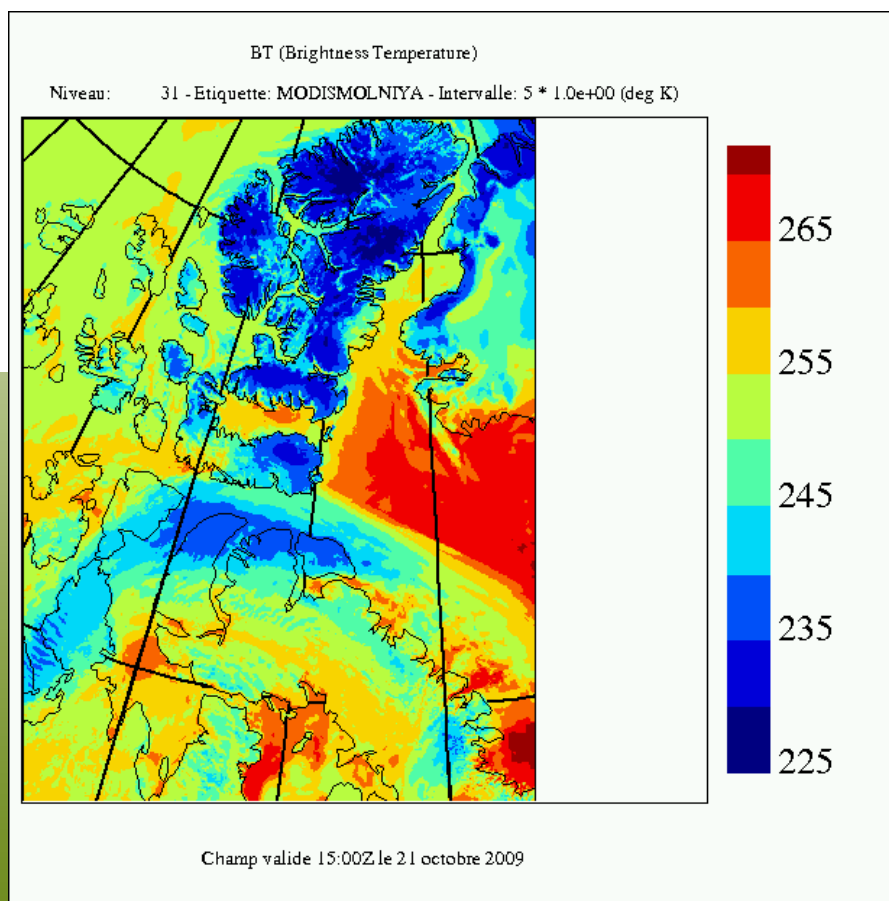 BT (Brightness Temperature)
Niveau: 31 - Etiquette: MODISMOLNIYA - Intervalle: 5 * 1.0e+00 (deg K)
265
255
245
235
225
Champ valide 15:00Z le 21 octobre 2009